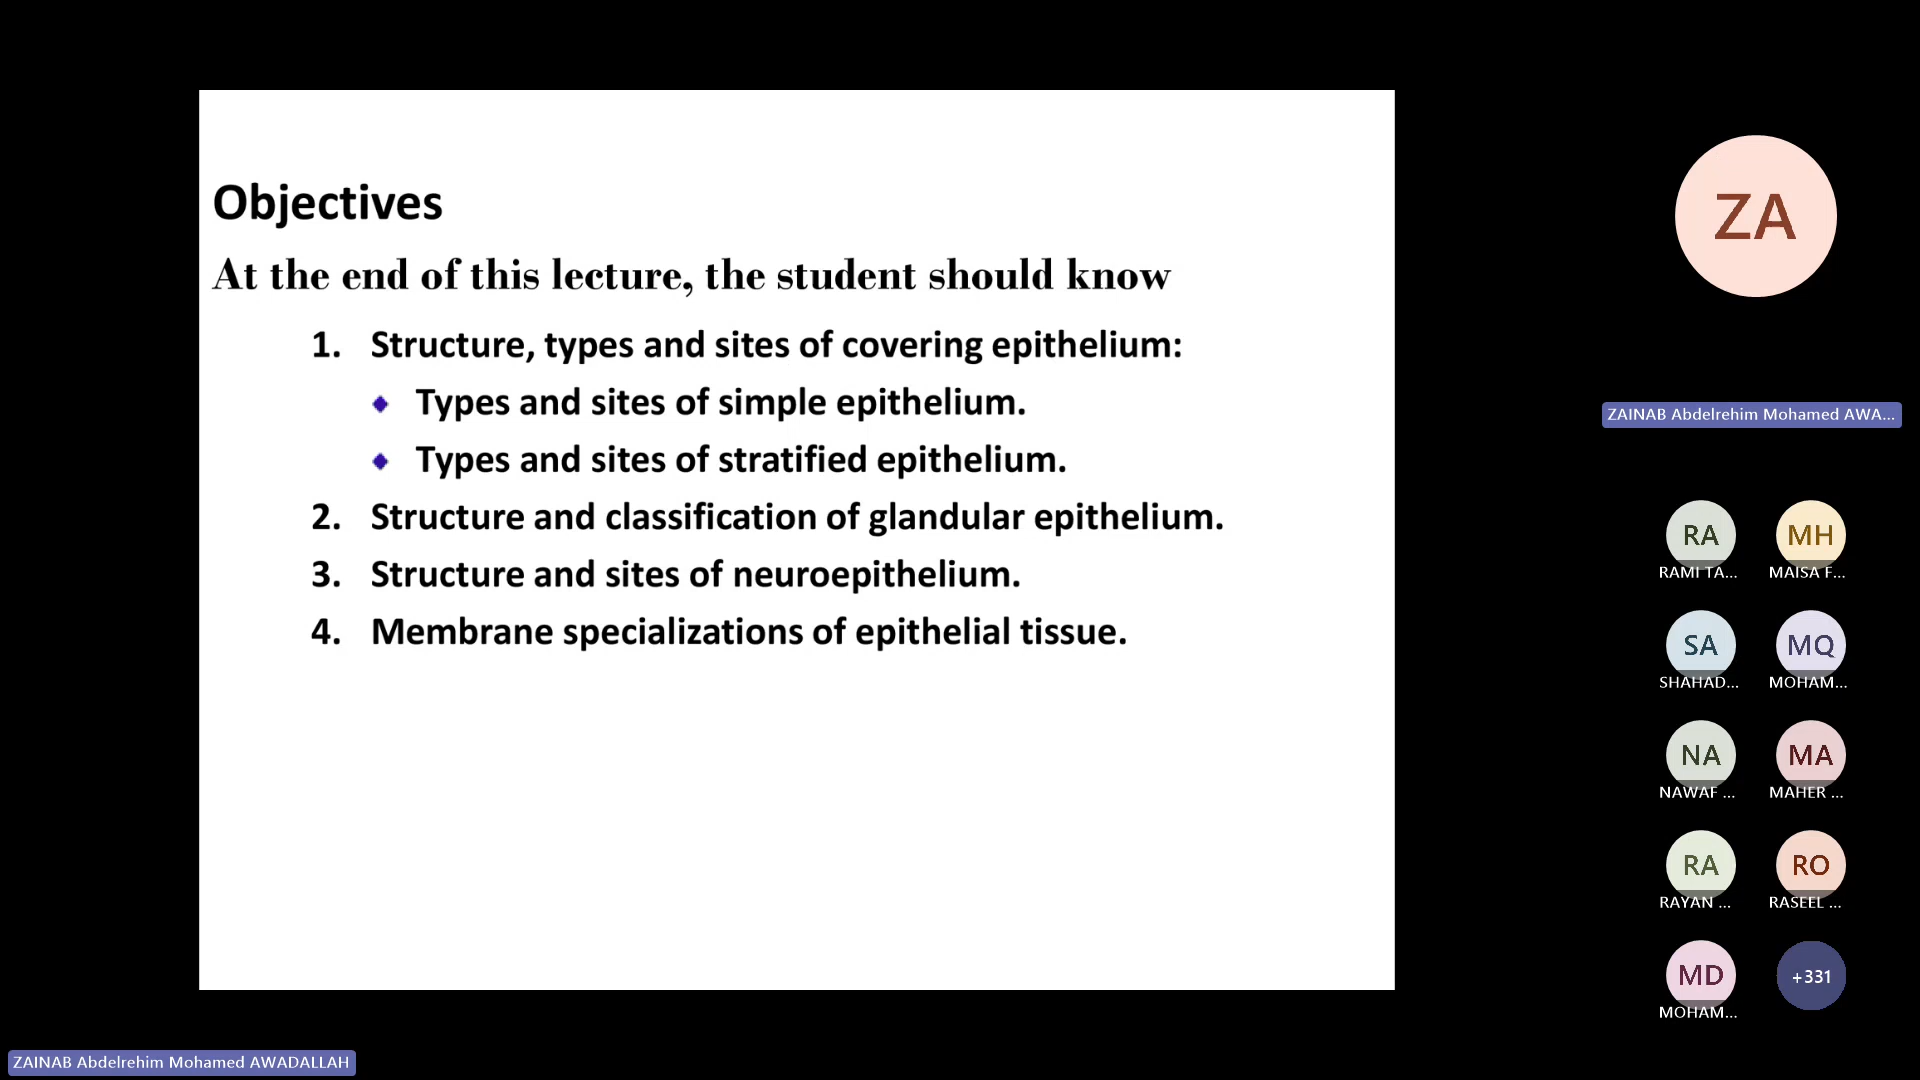 Objectives
At the end of this lecture, the student should know
1. Structure, types and sites of covering epithelium:
Types and sites of simple epithelium.
Types and sites of stratified epithelium.
2. Structure and classification of glandular epithelium.
3. Structure and sites of neuroepithelium.
4. Membrane specializations of epithelial tissue.
ZA
ZAINAB Abdelrehim Mohamed AWA...
RA MH
RAMI TA... MAISA F...
SA MQ
SHAHAD... MOHAM...
NA MA
NAWAF ... MAHER ...
RA RO
RAYAN ... RASEEL ...
MD +331
MOHAM...
ZAINAB Abdelrehim Mohamed AWADALLAH